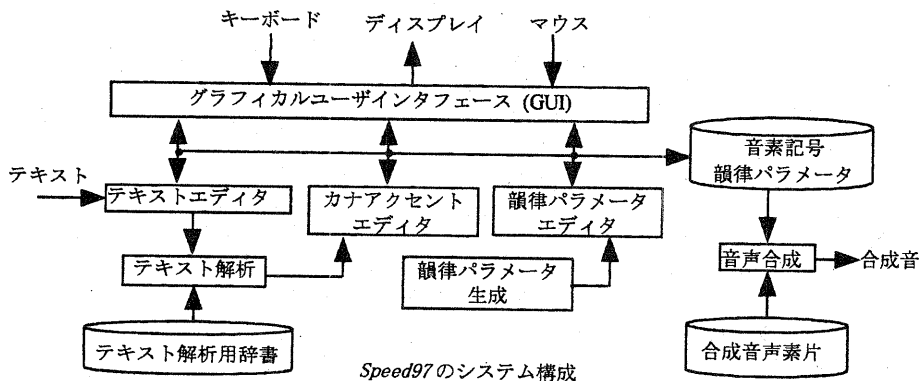 キーボード
ディスプレイ
マウス
グラフィカルユーザインタフェース (GUI)
音素記号
韻律パラメータ
テキスト
テキストエディタ
カナアクセント
エディタ
韻律パラメータ
エディタ
テキスト解析
韻律パラメータ
生成
音声合成
合成音
テキスト解析用辞書
合成音声素片
Speed97のシステム構成